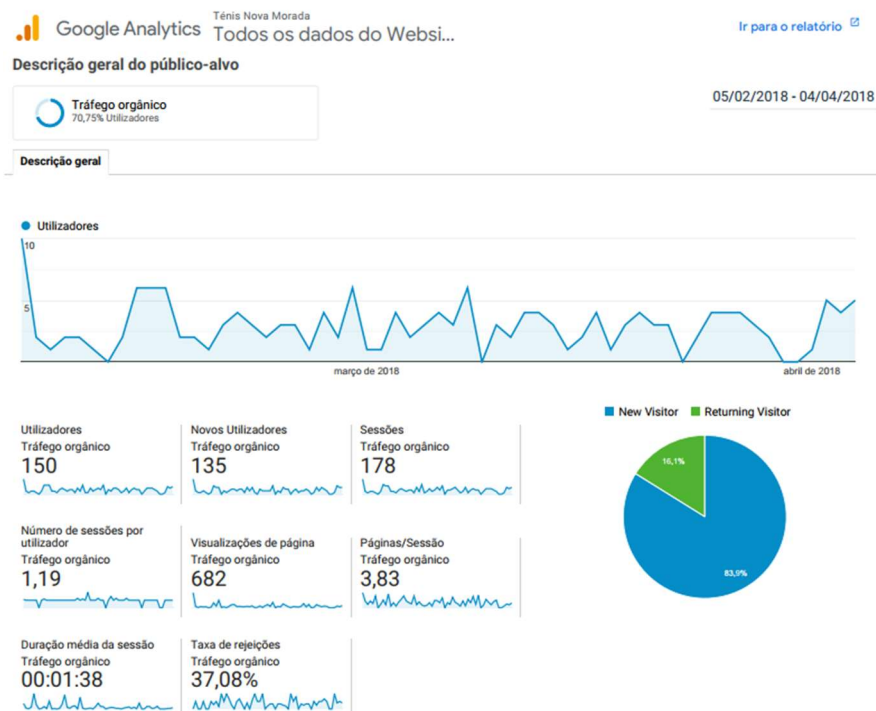 Google Analytics
Ténis Nova Morada
Todos os dados do Websi...
Ir para o relatório
Descrição geral do público-alvo
Tráfego orgânico
70,75% Utilizadores
05/02/2018 - 04/04/2018
Descrição geral
Utilizadores
10
5
março de 2018
abril de 2018
New Visitor
Returning Visitor
16,1%
83,9%
Utilizadores
Tráfego orgânico
150
Novos Utilizadores
Tráfego orgânico
135
Sessões
Tráfego orgânico
178
Número de sessões por
utilizador
Tráfego orgânico
1,19
Visualizações de página
Tráfego orgânico
682
Páginas/Sessão
Tráfego orgânico
3,83
Duração média da sessão
Tráfego orgânico
00:01:38
Taxa de rejeições
Tráfego orgânico
37,08%